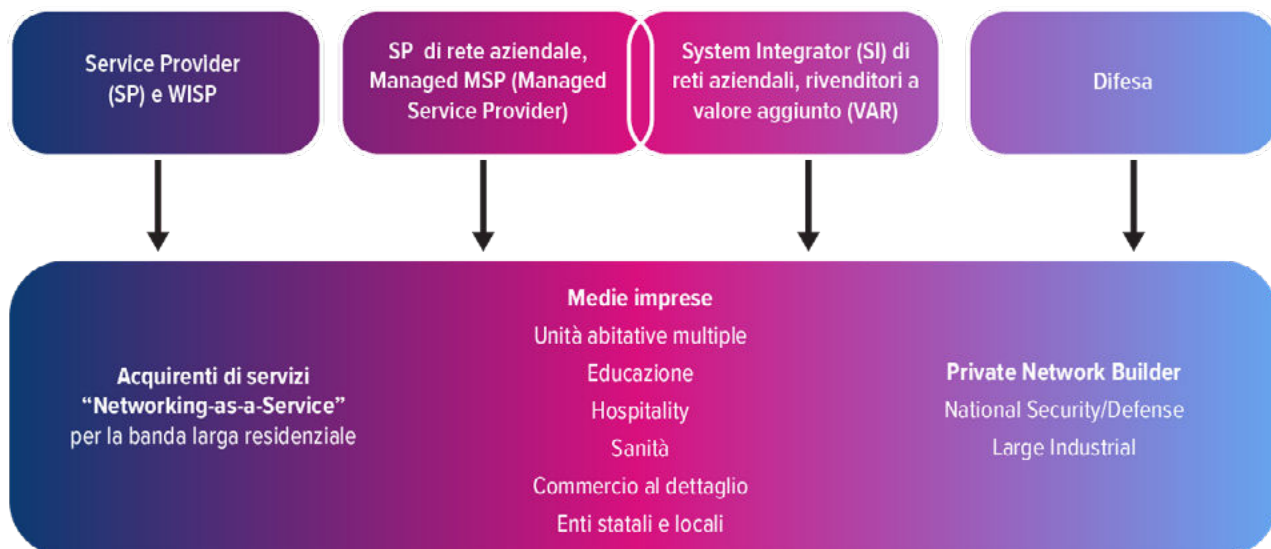 Service Provider
(SP) e WISP
SP di rete aziendale,
Managed MSP (Managed
Service Provider)
System Integrator (SI) di
reti aziendali, rivenditori a
valore aggiunto (VAR)
Difesa
Acquirenti di servizi
“Networking-as-a-Service”
per la banda larga residenziale
Medie imprese
Unità abitative multiple
Educazione
Hospitality
Sanità
Commercio al dettaglio
Enti statali e locali
Private Network Builder
National Security/Defense
Large Industrial